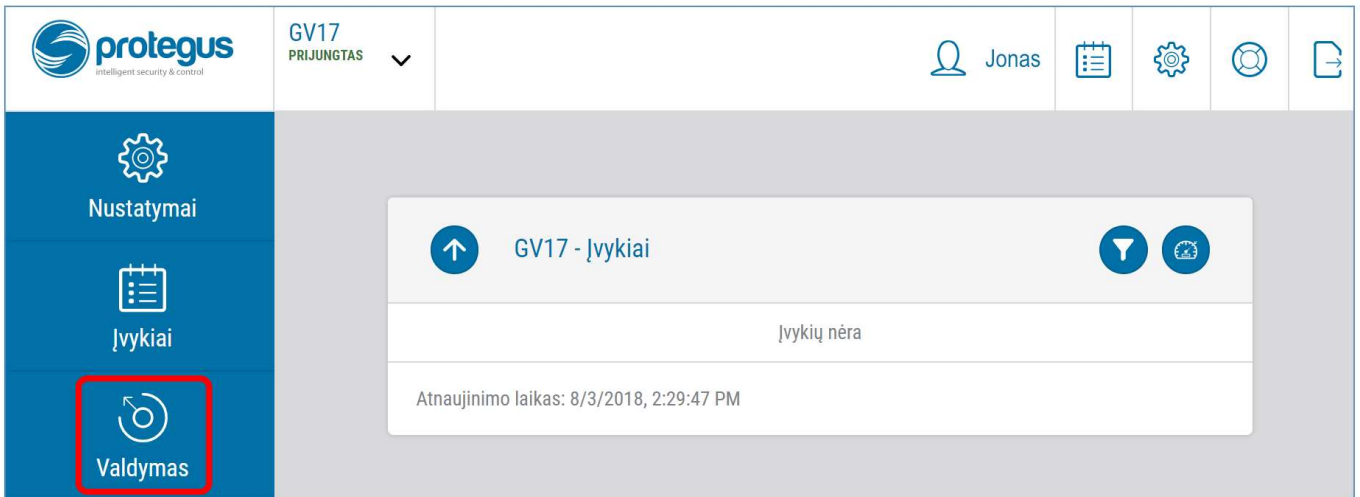 protegus
intelligent security & control
GV17
PRIJUNGTAS
Jonas
Nustatymai
Įvykiai
Valdymas
GV17 - Įvykiai
Įvykių nėra
Atnaujinimo laikas: 8/3/2018, 2:29:47 PM